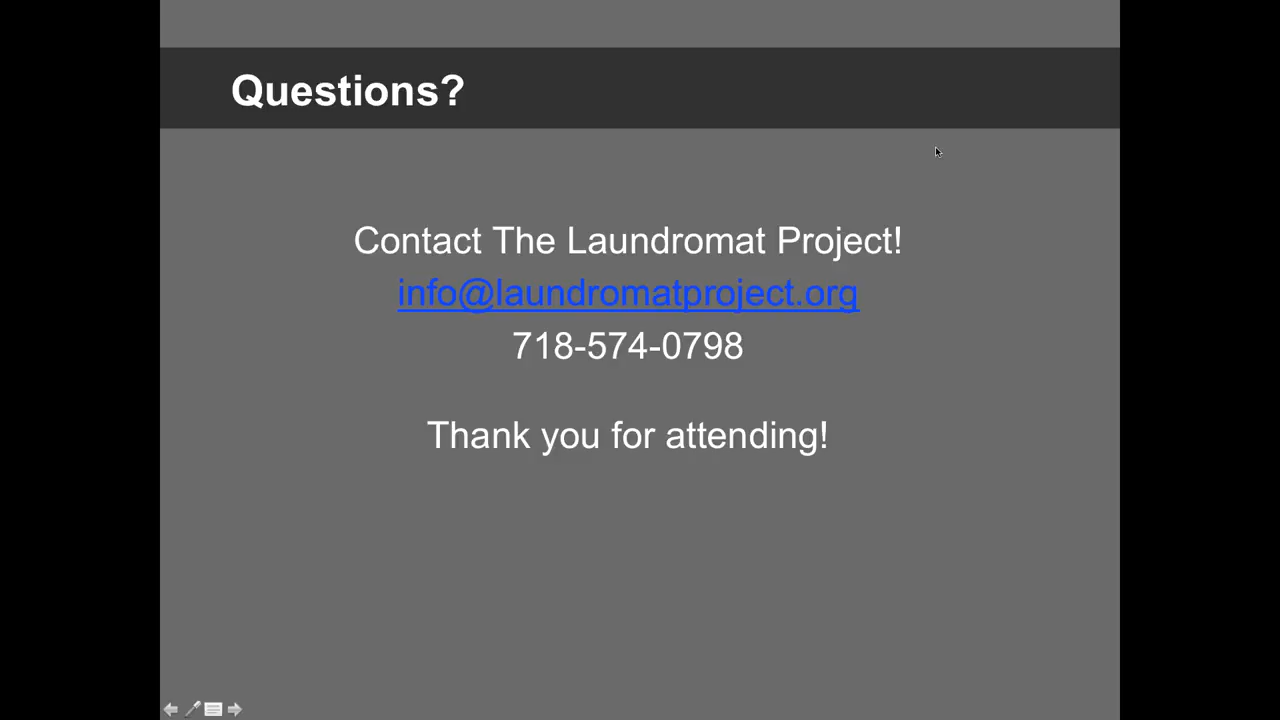 Questions?
Contact The Laundromat Project!
info@laundromatproject.org
718-574-0798
Thank you for attending!